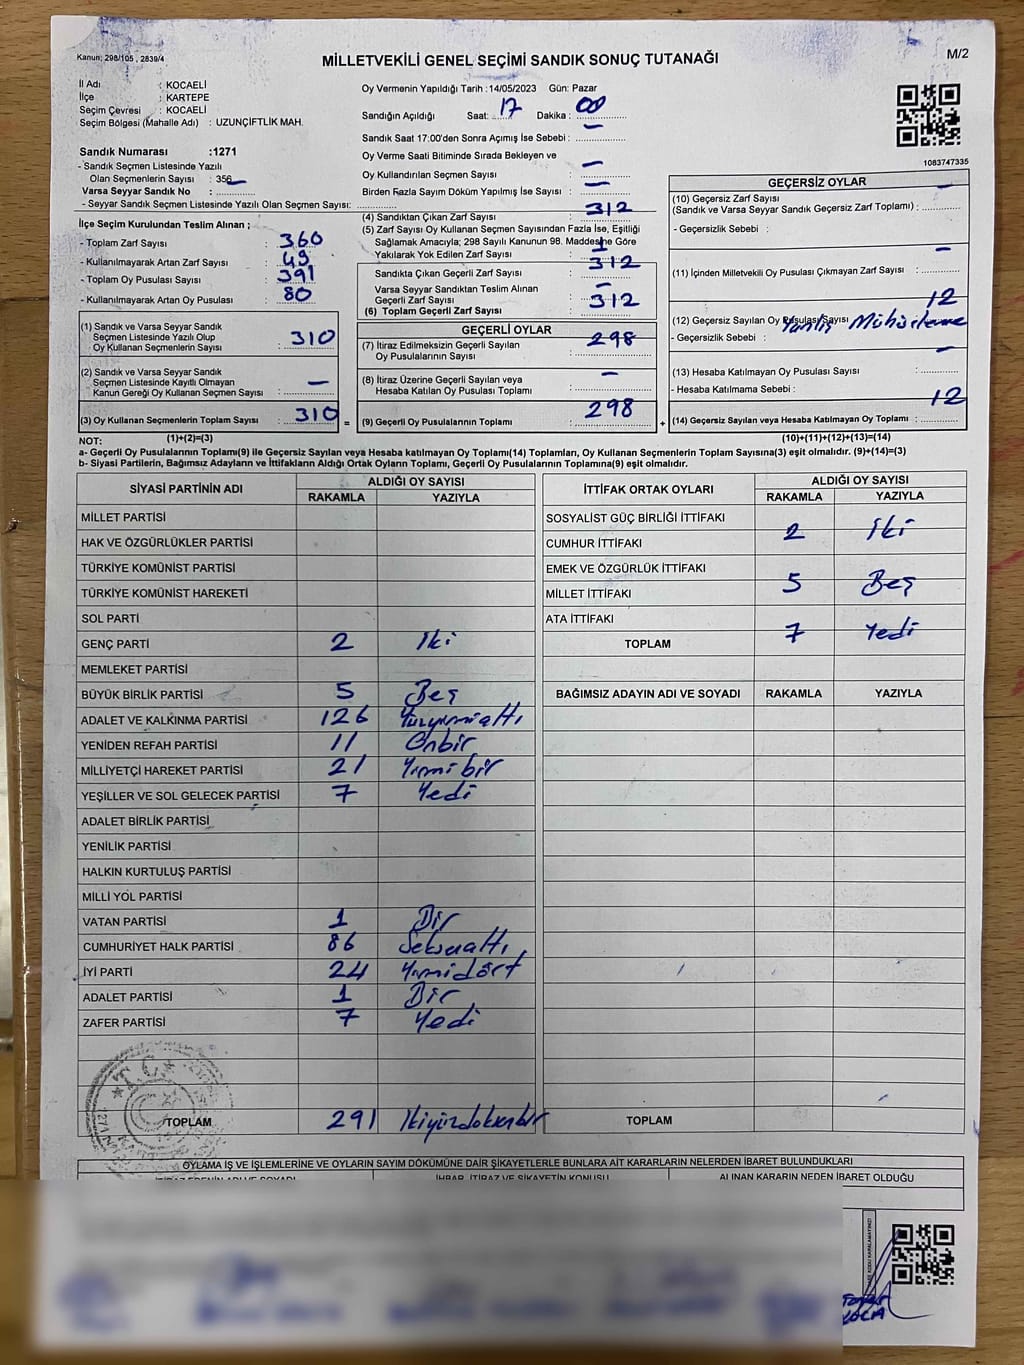 Kanun; 298/105 , 2839/4
MİLLETVEKİLİ GENEL SEÇİMİ SANDIK SONUÇ TUTANAĞI
M/2
İl Adı : KOCAELİ
İlçe : KARTEPE
Seçim Çevresi : KOCAELİ
Seçim Bölgesi (Mahalle Adı) : UZUNÇİFTLİK MAH.
Sandık Numarası :1271
- Sandık Seçmen Listesinde Yazılı
Olan Seçmenlerin Sayısı : 356
Varsa Seyyar Sandık No :
- Seyyar Sandık Seçmen Listesinde Yazılı Olan Seçmen Sayısı:
Oy Vermenin Yapıldığı Tarih :14/05/2023 Gün: Pazar
Sandığın Açıldığı Saat: 17 Dakika : 00
Sandık Saat 17:00'den Sonra Açımış İse Sebebi : —
Oy Verme Saati Bitiminde Sırada Bekleyen ve
Oy Kullandırılan Seçmen Sayısı : —
Birden Fazla Sayım Döküm Yapılmış İse Sayısı : —
1083747335
İlçe Seçim Kurulundan Teslim Alınan ;
- Toplam Zarf Sayısı : 360
- Kullanılmayarak Artan Zarf Sayısı : 49
- Toplam Oy Pusulası Sayısı : 391
- Kullanılmayarak Artan Oy Pusulası : 80
(1) Sandık ve Varsa Seyyar Sandık
Seçmen Listesinde Yazılı Olup
Oy Kullanan Seçmenlerin Sayısı : 310
(2) Sandık ve Varsa Seyyar Sandık
Seçmen Listesinde Kayıtlı Olmayan
Kanun Gereği Oy Kullanan Seçmen Sayısı : —
(3) Oy Kullanan Seçmenlerin Toplam Sayısı : 310
(1)+(2)=(3)
(4) Sandıktan Çıkan Zarf Sayısı : 312
(5) Zarf Sayısı Oy Kullanan Seçmen Sayısından Fazla İse, Eşitliği
Sağlamak Amacıyla; 298 Sayılı Kanunun 98. Maddesine Göre
Yakılarak Yok Edilen Zarf Sayısı : 1
Sandıkta Çıkan Geçerli Zarf Sayısı : 312
Varsa Seyyar Sandıktan Teslim Alınan
Geçerli Zarf Sayısı : —
(6) Toplam Geçerli Zarf Sayısı : 312
GEÇERLİ OYLAR
(7) İtiraz Edilmeksizin Geçerli Sayılan
Oy Pusulalarının Sayısı : 298
(8) İtiraz Üzerine Geçerli Sayılan veya
Hesaba Katılan Oy Pusulası Toplamı : —
= (9) Geçerli Oy Pusulalarının Toplamı : 298 +
GEÇERSİZ OYLAR
(10) Geçersiz Zarf Sayısı
(Sandık ve Varsa Seyyar Sandık Geçersiz Zarf Toplamı) : —
- Geçersizlik Sebebi :
(11) İçinden Milletvekili Oy Pusulası Çıkmayan Zarf Sayısı : —
(12) Geçersiz Sayılan Oy Pusulası Sayısı : 12
- Geçersizlik Sebebi : Yanlış Mühürleme
(13) Hesaba Katılmayan Oy Pusulası Sayısı : —
- Hesaba Katılmama Sebebi :
(14) Geçersiz Sayılan veya Hesaba Katılmayan Oy Toplamı : 12
(10)+(11)+(12)+(13)=(14)
NOT:
a- Geçerli Oy Pusulalarının Toplamı(9) ile Geçersiz Sayılan veya Hesaba katılmayan Oy Toplamı(14) Toplamları, Oy Kullanan Seçmenlerin Toplam Sayısına(3) eşit olmalıdır. (9)+(14)=(3)
b- Siyasi Partilerin, Bağımsız Adayların ve İttifakların Aldığı Ortak Oyların Toplamı, Geçerli Oy Pusulalarının Toplamına(9) eşit olmalıdır.
SİYASİ PARTİNİN ADI ALDIĞI OY SAYISI
RAKAMLA YAZIYLA
MİLLET PARTİSİ
HAK VE ÖZGÜRLÜKLER PARTİSİ
TÜRKİYE KOMÜNİST PARTİSİ
TÜRKİYE KOMÜNİST HAREKETİ
SOL PARTİ
GENÇ PARTİ 2 İki
MEMLEKET PARTİSİ
BÜYÜK BİRLİK PARTİSİ 5 Beş
ADALET VE KALKINMA PARTİSİ 126 Yüzyirmialtı
YENİDEN REFAH PARTİSİ 11 Onbir
MİLLİYETÇİ HAREKET PARTİSİ 21 Yirmibir
YEŞİLLER VE SOL GELECEK PARTİSİ 7 Yedi
ADALET BİRLİK PARTİSİ
YENİLİK PARTİSİ
HALKIN KURTULUŞ PARTİSİ
MİLLİ YOL PARTİSİ
VATAN PARTİSİ 1 Bir
CUMHURİYET HALK PARTİSİ 86 Seksenaltı
İYİ PARTİ 24 Yirmidört
ADALET PARTİSİ 1 Bir
ZAFER PARTİSİ 7 Yedi
TOPLAM 291 İkiyüzdoksanbir
İTTİFAK ORTAK OYLARI ALDIĞI OY SAYISI
RAKAMLA YAZIYLA
SOSYALİST GÜÇ BİRLİĞİ İTTİFAKI
CUMHUR İTTİFAKI 2 İki
EMEK VE ÖZGÜRLÜK İTTİFAKI
MİLLET İTTİFAKI 5 Beş
ATA İTTİFAKI
TOPLAM 7 Yedi
BAĞIMSIZ ADAYIN ADI VE SOYADI RAKAMLA YAZIYLA
TOPLAM
T.C.
1271
OYLAMA İŞ VE İŞLEMLERİNE VE OYLARIN SAYIM DÖKÜMÜNE DAİR ŞİKAYETLERLE BUNLARA AİT KARARLARIN NELERDEN İBARET BULUNDUKLARI
İTİRAZ EDENİN ADI VE SOYADI İHBAR, İTİRAZ VE ŞİKAYETİN KONUSU ALINAN KARARIN NEDEN İBARET OLDUĞU